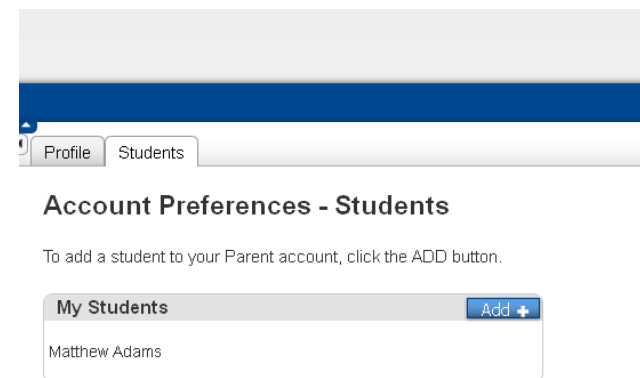 Profile Students
Account Preferences - Students
To add a student to your Parent account, click the ADD button.
My Students Add +
Matthew Adams